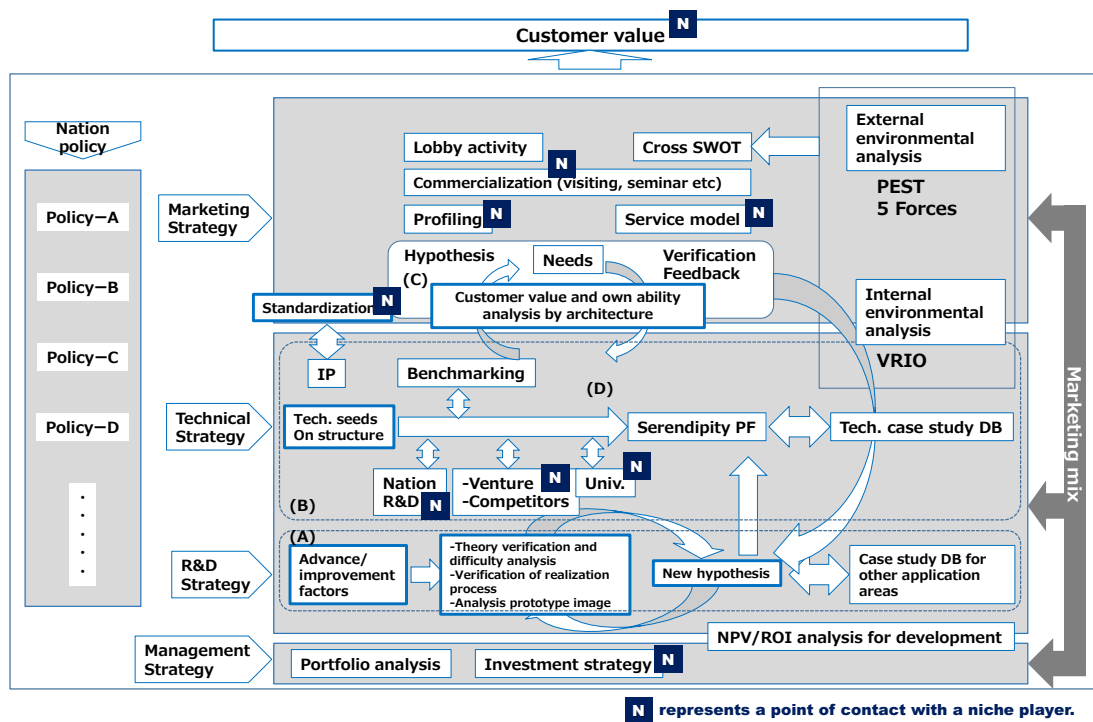 Customer value N
Nation
policy
Policy−A
Policy−B
Policy−C
Policy−D
・
・
・
・
・
Marketing
Strategy
Lobby activity
Cross SWOT
External
environmental
analysis
N
Commercialization (visiting, seminar etc)
PEST
5 Forces
Profiling N
Service model N
Hypothesis
Needs
Verification
Feedback
(C)
Customer value and own ability
analysis by architecture
Standardization N
Internal
environmental
analysis
VRIO
Marketing mix
Technical
Strategy
IP
Benchmarking
(D)
Tech. seeds
On structure
Serendipity PF
Tech. case study DB
Nation
R&D N
-Venture N
-Competitors
Univ. N
(B)
R&D
Strategy
(A)
Advance/
improvement
factors
-Theory verification and
difficulty analysis
-Verification of realization
process
-Analysis prototype image
New hypothesis
Case study DB for
other application
areas
NPV/ROI analysis for development
Management
Strategy
Portfolio analysis
Investment strategy N
N represents a point of contact with a niche player.